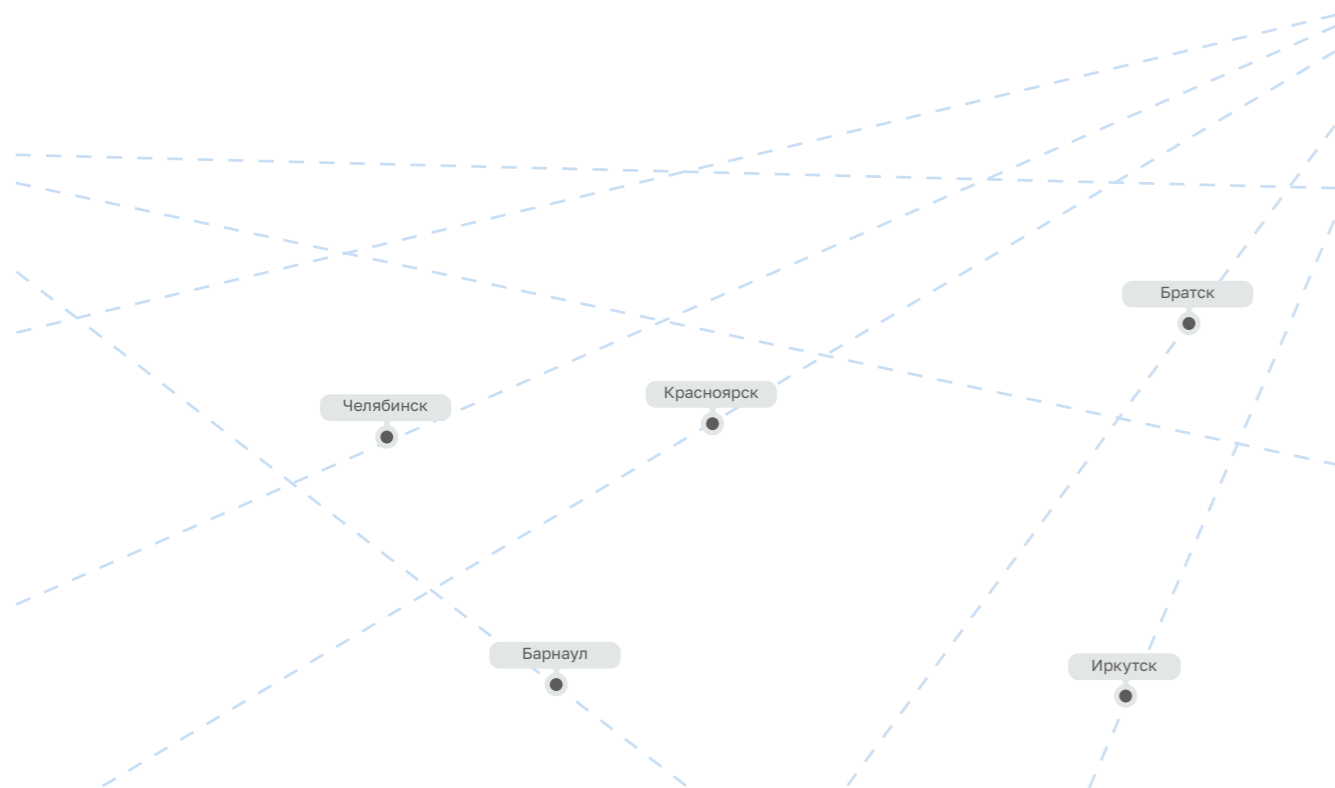 Братск
Красноярск
Челябинск
Барнаул
Иркутск